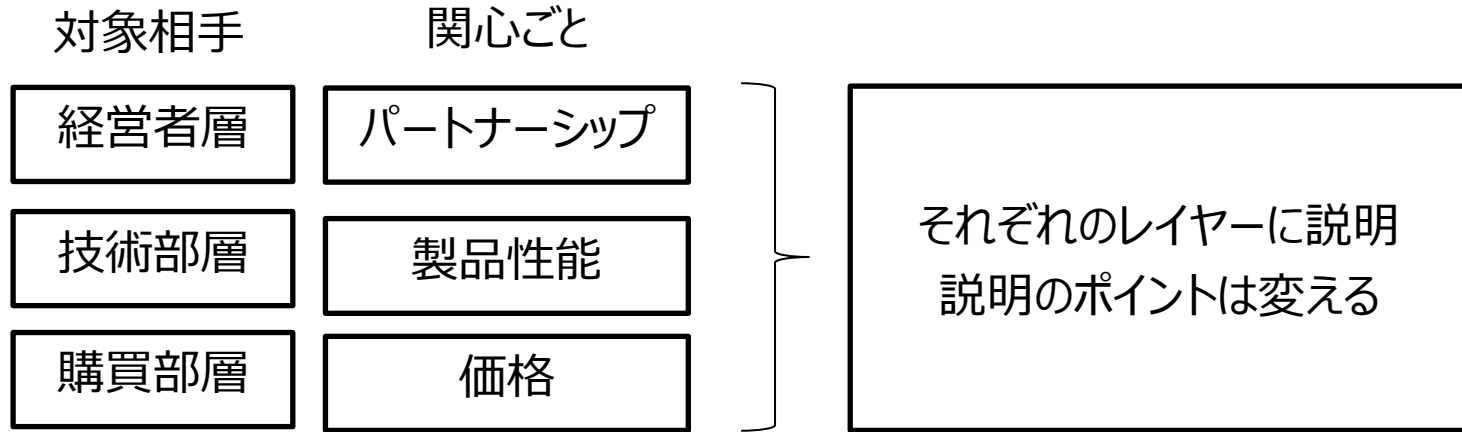 対象相手
関心ごと
経営者層
パートナーシップ
技術部層
製品性能
購買部層
価格
それぞれのレイヤーに説明
説明のポイントは変える